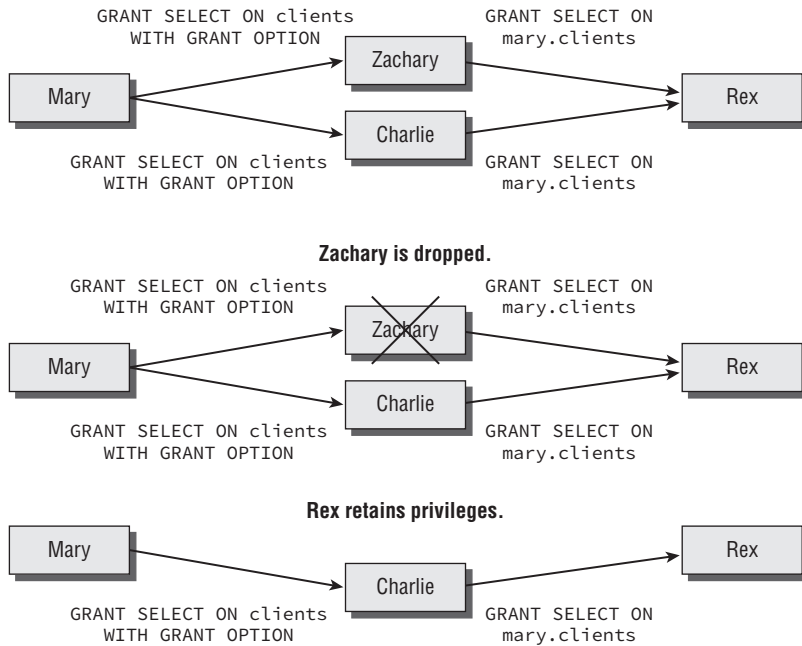 GRANT SELECT ON clients
WITH GRANT OPTION
GRANT SELECT ON
mary.clients
Zachary
Mary
Rex
Charlie
GRANT SELECT ON clients
WITH GRANT OPTION
GRANT SELECT ON
mary.clients
Zachary is dropped.
GRANT SELECT ON clients
WITH GRANT OPTION
GRANT SELECT ON
mary.clients
Zachary
Mary
Rex
Charlie
GRANT SELECT ON clients
WITH GRANT OPTION
GRANT SELECT ON
mary.clients
Rex retains privileges.
Mary
Rex
Charlie
GRANT SELECT ON clients
WITH GRANT OPTION
GRANT SELECT ON
mary.clients